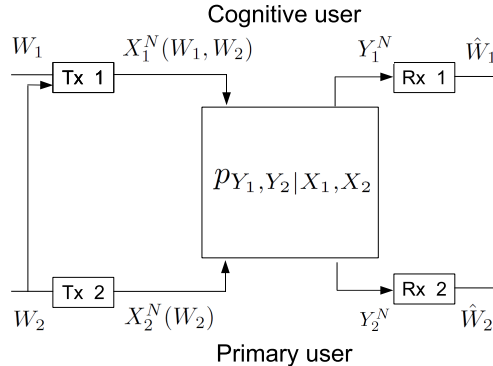 Cognitive user
W_1
X_1^N(W_1, W_2)
Y_1^N
Ŵ_1
Tx 1
Rx 1
p_{Y_1,Y_2|X_1,X_2}
Tx 2
Rx 2
W_2
X_2^N(W_2)
Y_2^N
Ŵ_2
Primary user